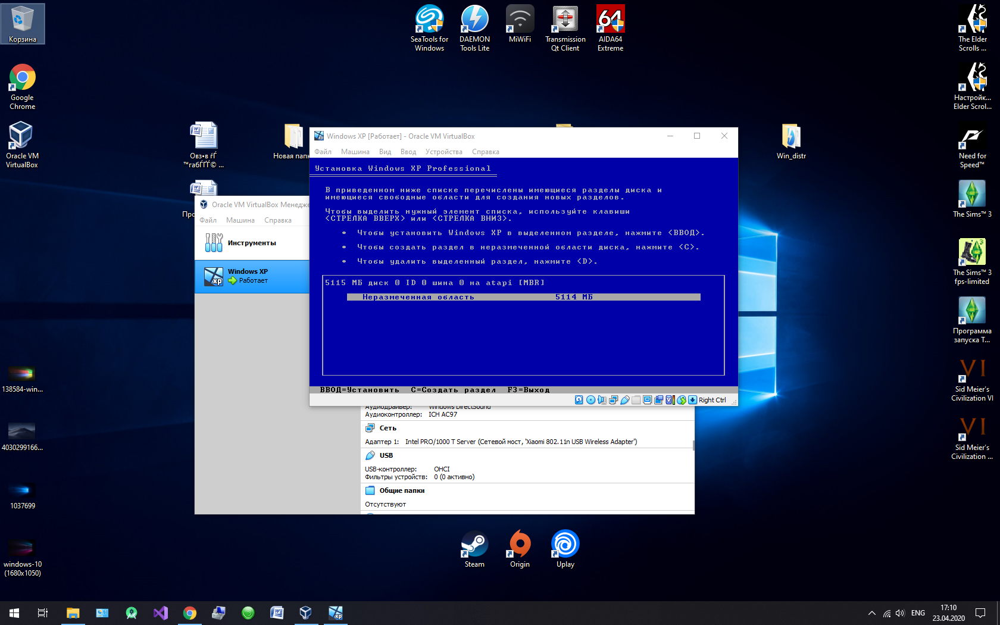 Корзина
SeaTools for
Windows
DAEMON
Tools Lite
MiWiFi
Transmission
Qt Client
64
AIDA64
Extreme
The Elder
Scrolls ...
Google
Chrome
Настройк...
Elder Scrol...
Oracle VM
VirtualBox
Овз•в ѓЃ
™габЃЃЃ© ...
Новая папк
Win_distr
Need for
Speed™
Windows XP [Работает] - Oracle VM VirtualBox
Файл Машина Вид Ввод Устройства Справка
Установка Windows XP Professional
В приведенном ниже списке перечислены имеющиеся разделы диска и
имеющиеся свободные области для создания новых разделов.
Чтобы выделить нужный элемент списка, используйте клавиши
<СТРЕЛКА ВВЕРХ> или <СТРЕЛКА ВНИЗ>.
• Чтобы установить Windows XP в выделенном разделе, нажмите <ВВОД>.
• Чтобы создать раздел в неразмеченной области диска, нажмите <C>.
• Чтобы удалить выделенный раздел, нажмите <D>.
5115 МБ диск 0 ID 0 шина 0 на atapi [MBR]
Неразмеченная область 5114 МБ
ВВОД=Установить C=Создать раздел F3=Выход
Right Ctrl
Про
Oracle VM VirtualBox Менедже
Файл Машина Справка
Инструменты
xp
Windows XP
Работает
Аудиодрайвер: Windows DirectSound
Аудиоконтроллер: ICH AC97
Сеть
Адаптер 1: Intel PRO/1000 T Server (Сетевой мост, 'Xiaomi 802.11n USB Wireless Adapter')
USB
USB-контроллер: OHCI
Фильтры устройств: 0 (0 активно)
Общие папки
Отсутствуют
The Sims™ 3
The Sims™ 3
fps-limited
Программа
запуска T...
VI
Sid Meier's
Civilization VI
VI
Sid Meier's
Civilization ...
138584-win...
4030299166...
1037699
windows-10
(1680x1050)
Steam
Origin
Uplay
xp
ENG
17:10
23.04.2020